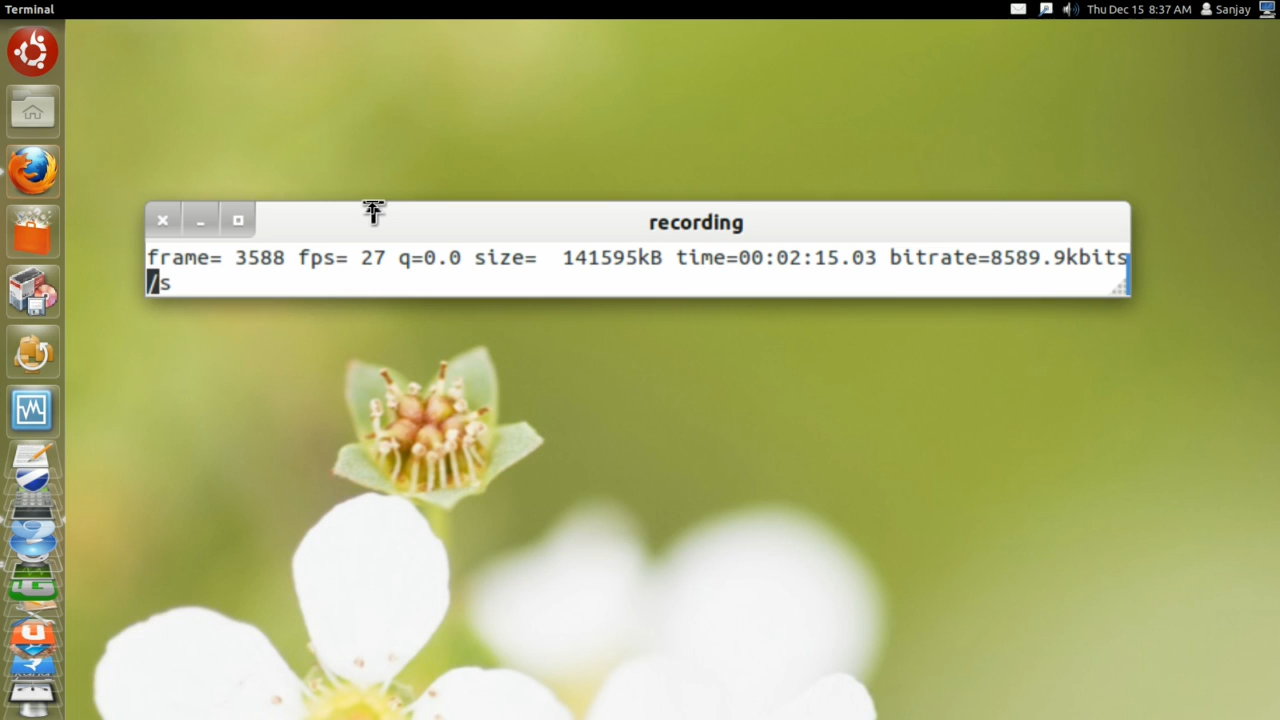 Terminal
Thu Dec 15 8:37 AM Sanjay
recording
frame= 3588 fps= 27 q=0.0 size=  141595kB time=00:02:15.03 bitrate=8589.9kbits
/s